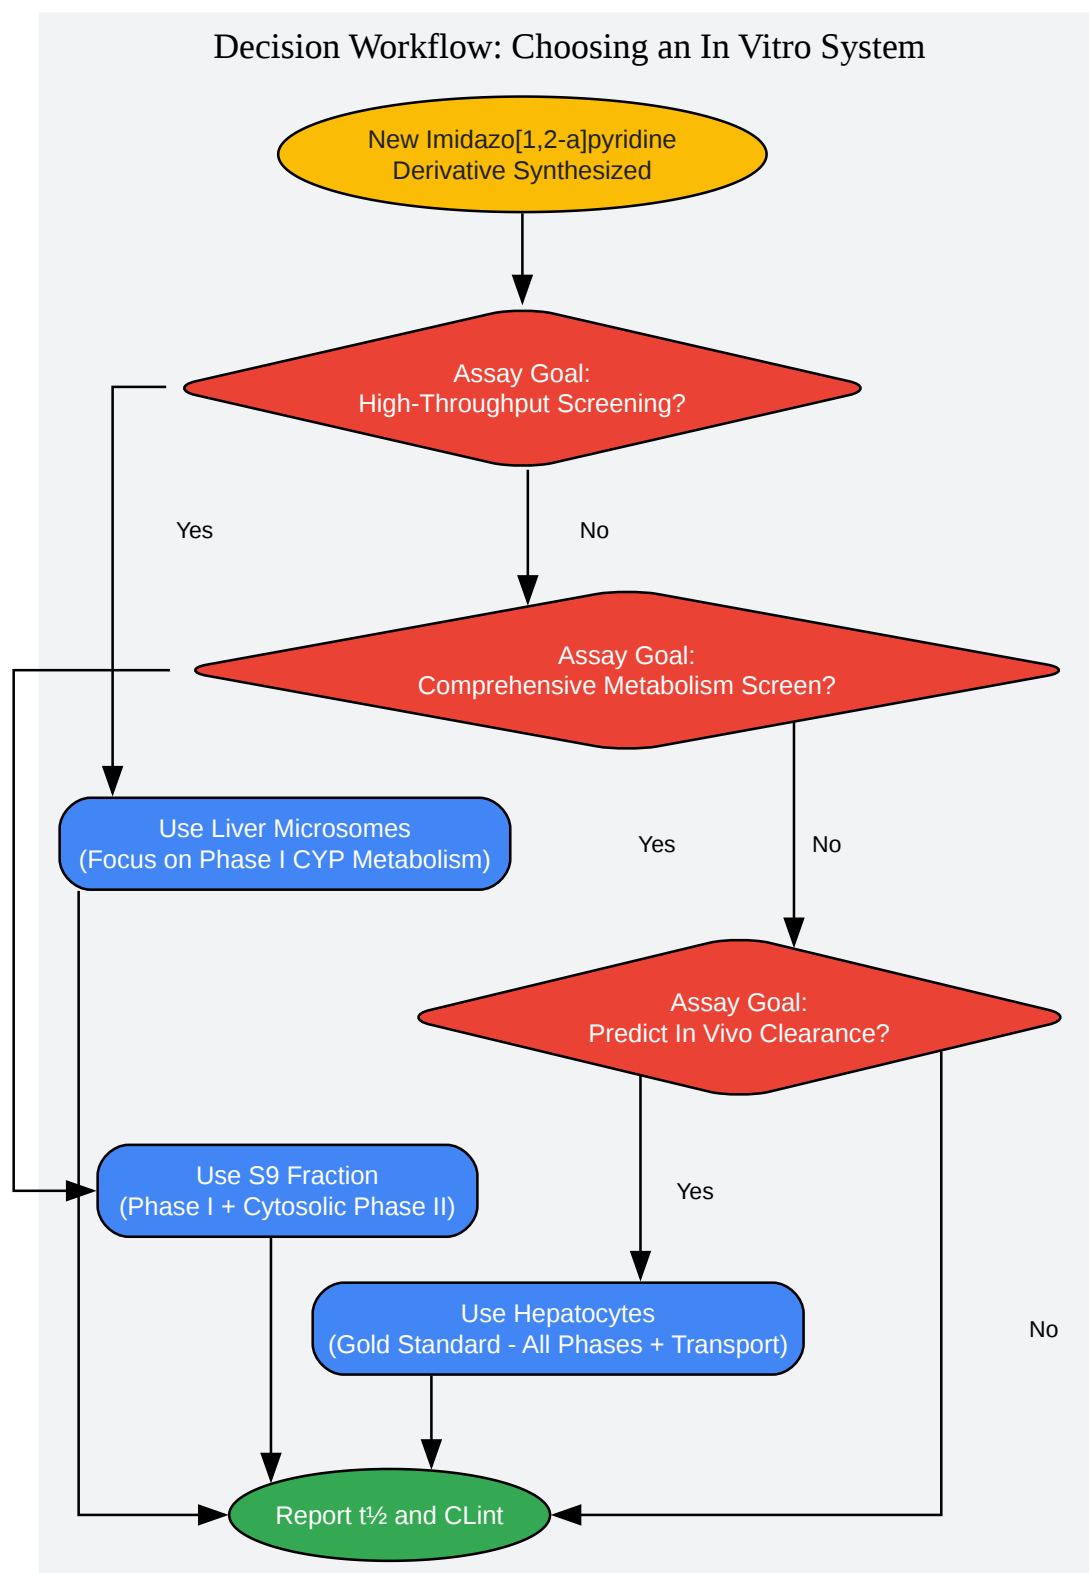 Decision Workflow: Choosing an In Vitro System
New Imidazo[1,2-a]pyridine
Derivative Synthesized
Assay Goal:
High-Throughput Screening?
Yes
No
Assay Goal:
Comprehensive Metabolism Screen?
Use Liver Microsomes
(Focus on Phase I CYP Metabolism)
Yes
No
Assay Goal:
Predict In Vivo Clearance?
Use S9 Fraction
(Phase I + Cytosolic Phase II)
Yes
Use Hepatocytes
(Gold Standard - All Phases + Transport)
No
Report t½ and CLint